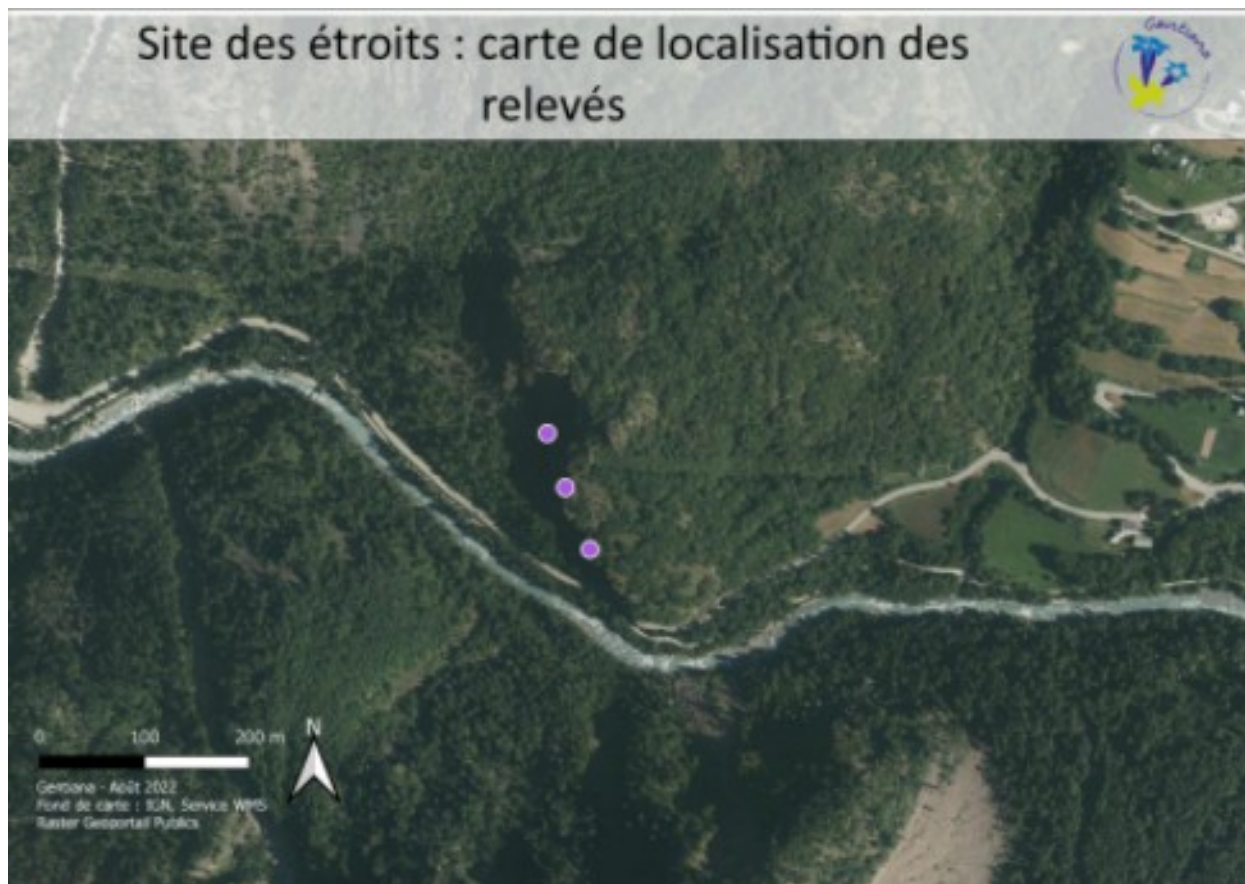 Site des étroits : carte de localisation des
relevés
Gentiana
0 100 200 m
N
Gentiana - Août 2022
Fond de carte : IGN, Service WMS
Raster Geoportail Publics